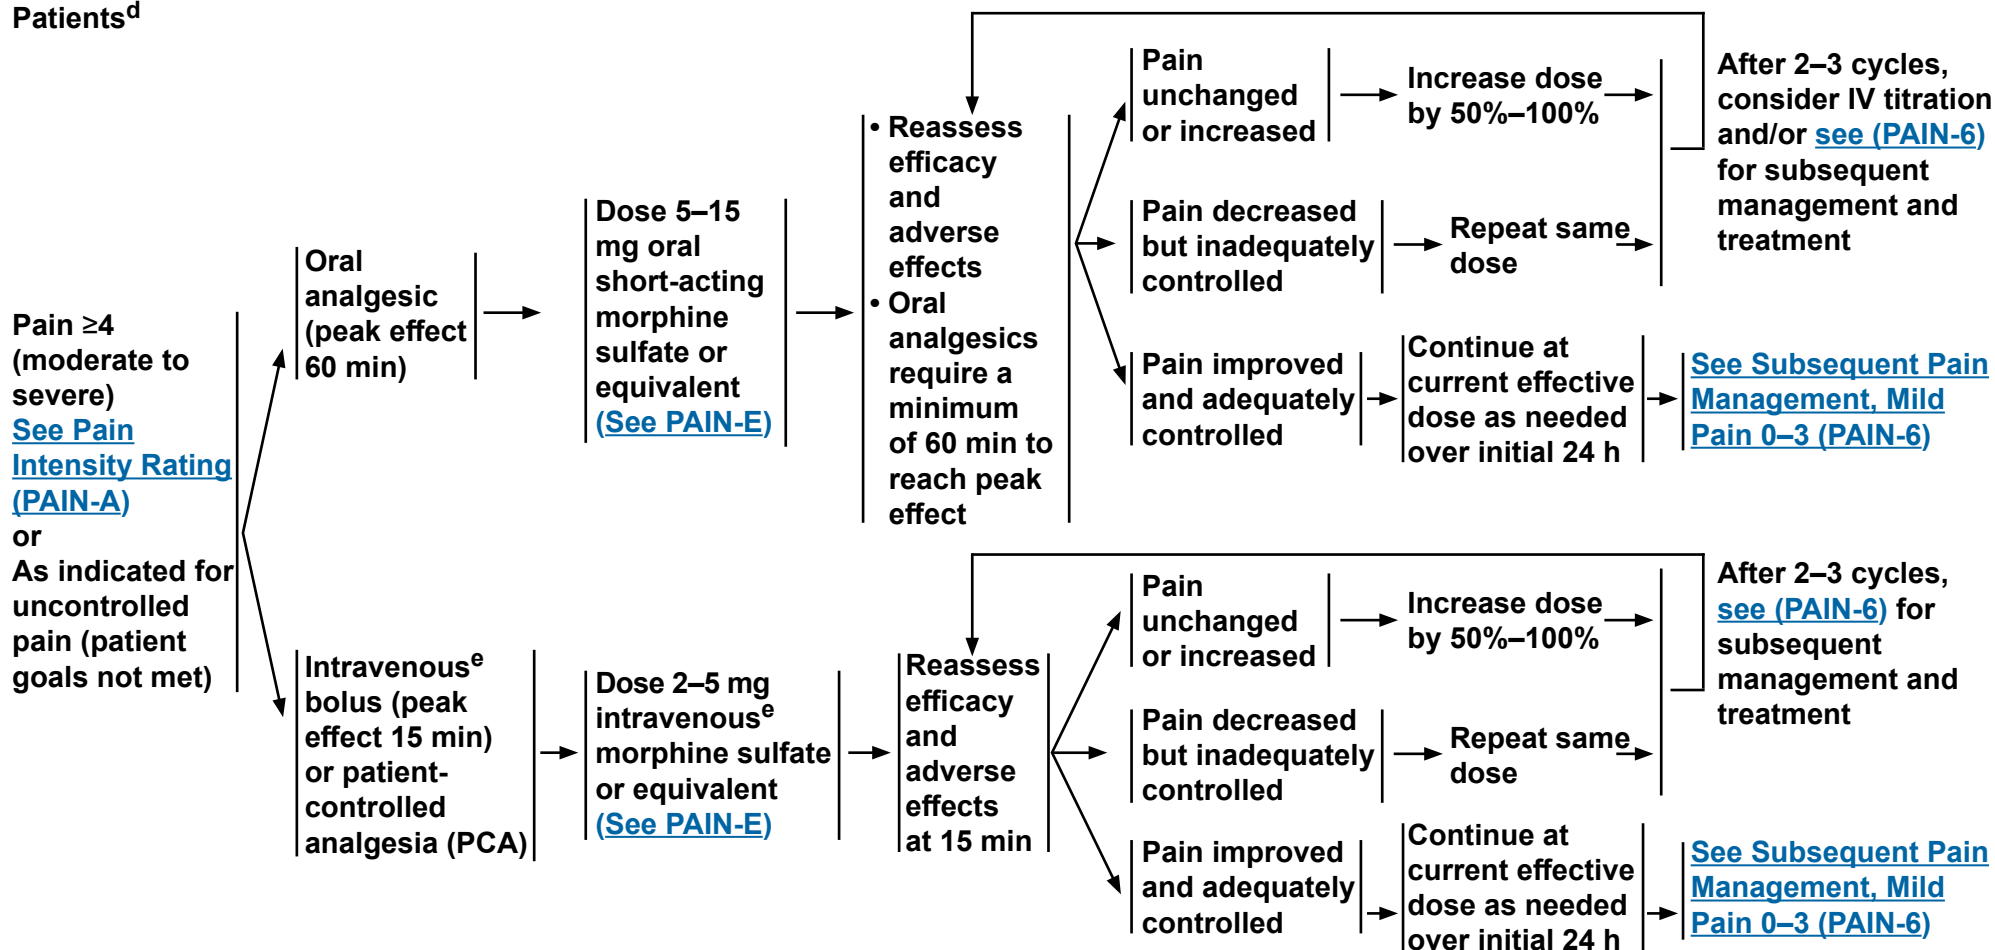 Patientsd
Pain ≥4
(moderate to
severe)
See Pain
Intensity Rating
(PAIN-A)
or
As indicated for
uncontrolled
pain (patient
goals not met)
Oral
analgesic
(peak effect
60 min)
Dose 5–15
mg oral
short-acting
morphine
sulfate or
equivalent
(See PAIN-E)
• Reassess
efficacy
and
adverse
effects
• Oral
analgesics
require a
minimum
of 60 min to
reach peak
effect
Pain
unchanged
or increased
Increase dose
by 50%–100%
Pain decreased
but inadequately
controlled
Repeat same
dose
After 2–3 cycles,
consider IV titration
and/or see (PAIN-6)
for subsequent
management and
treatment
Pain improved
and adequately
controlled
Continue at
current effective
dose as needed
over initial 24 h
See Subsequent Pain
Management, Mild
Pain 0–3 (PAIN-6)
Intravenouse
bolus (peak
effect 15 min)
or patient-
controlled
analgesia (PCA)
Dose 2–5 mg
intravenouse
morphine sulfate
or equivalent
(See PAIN-E)
Reassess
efficacy
and
adverse
effects
at 15 min
Pain
unchanged
or increased
Increase dose
by 50%–100%
Pain decreased
but inadequately
controlled
Repeat same
dose
After 2–3 cycles,
see (PAIN-6) for
subsequent
management and
treatment
Pain improved
and adequately
controlled
Continue at
current effective
dose as needed
over initial 24 h
See Subsequent Pain
Management, Mild
Pain 0–3 (PAIN-6)